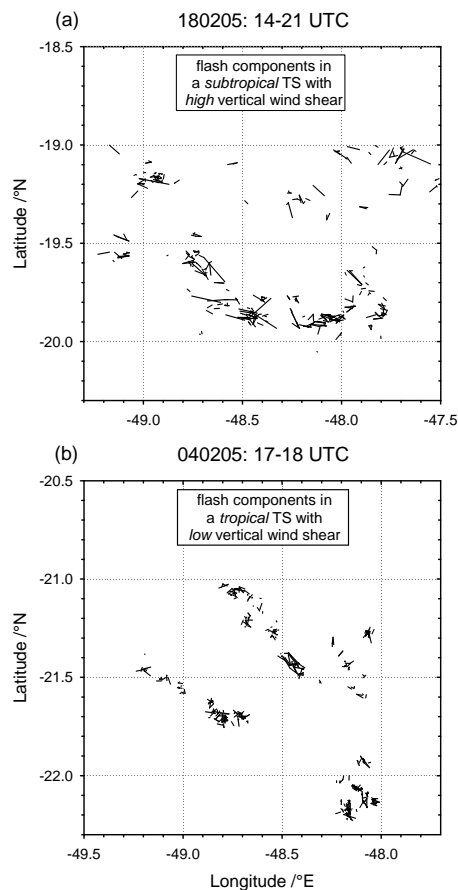 (a)
180205: 14-21 UTC
flash components in
a subtropical TS with
high vertical wind shear
Latitude /°N
-18.5
-19.0
-19.5
-20.0
-49.0 -48.5 -48.0 -47.5
(b)
040205: 17-18 UTC
flash components in
a tropical TS with
low vertical wind shear
Latitude /°N
-20.5
-21.0
-21.5
-22.0
-49.5 -49.0 -48.5 -48.0
Longitude /°E